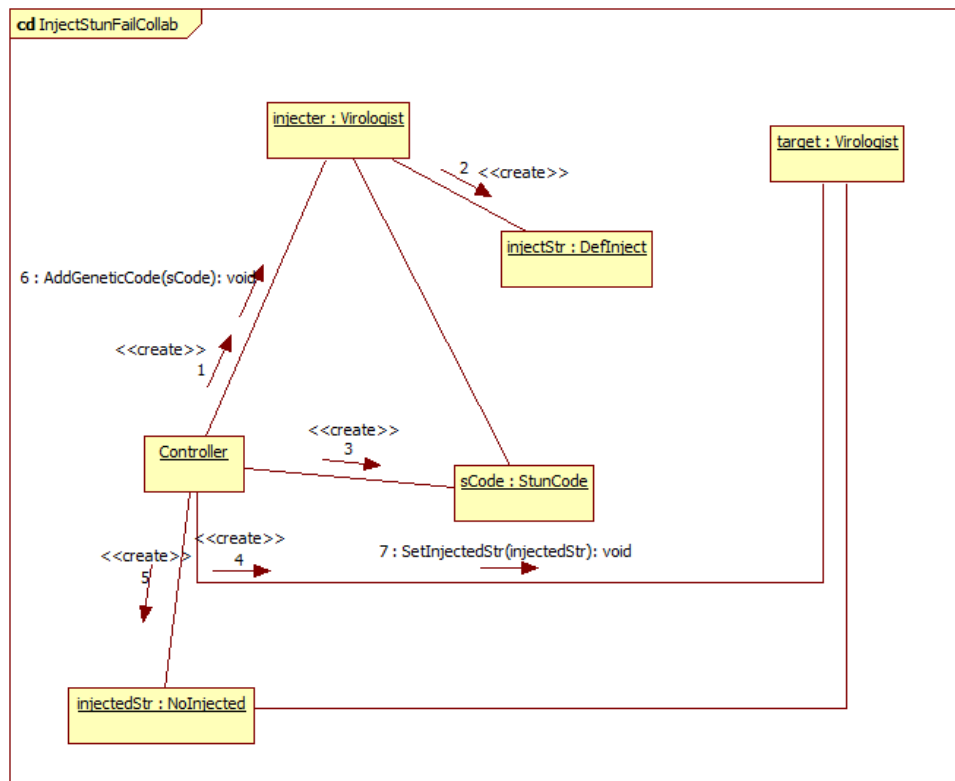 cd InjectStunFailCollab
injecter : Virologist
target : Virologist
2 <<create>>
injectStr : DefInject
6 : AddGeneticCode(sCode): void
<<create>>
1
Controller
<<create>>
3
sCode : StunCode
<<create>>
4
7 : SetInjectedStr(injectedStr): void
<<create>>
5
injectedStr : NoInjected